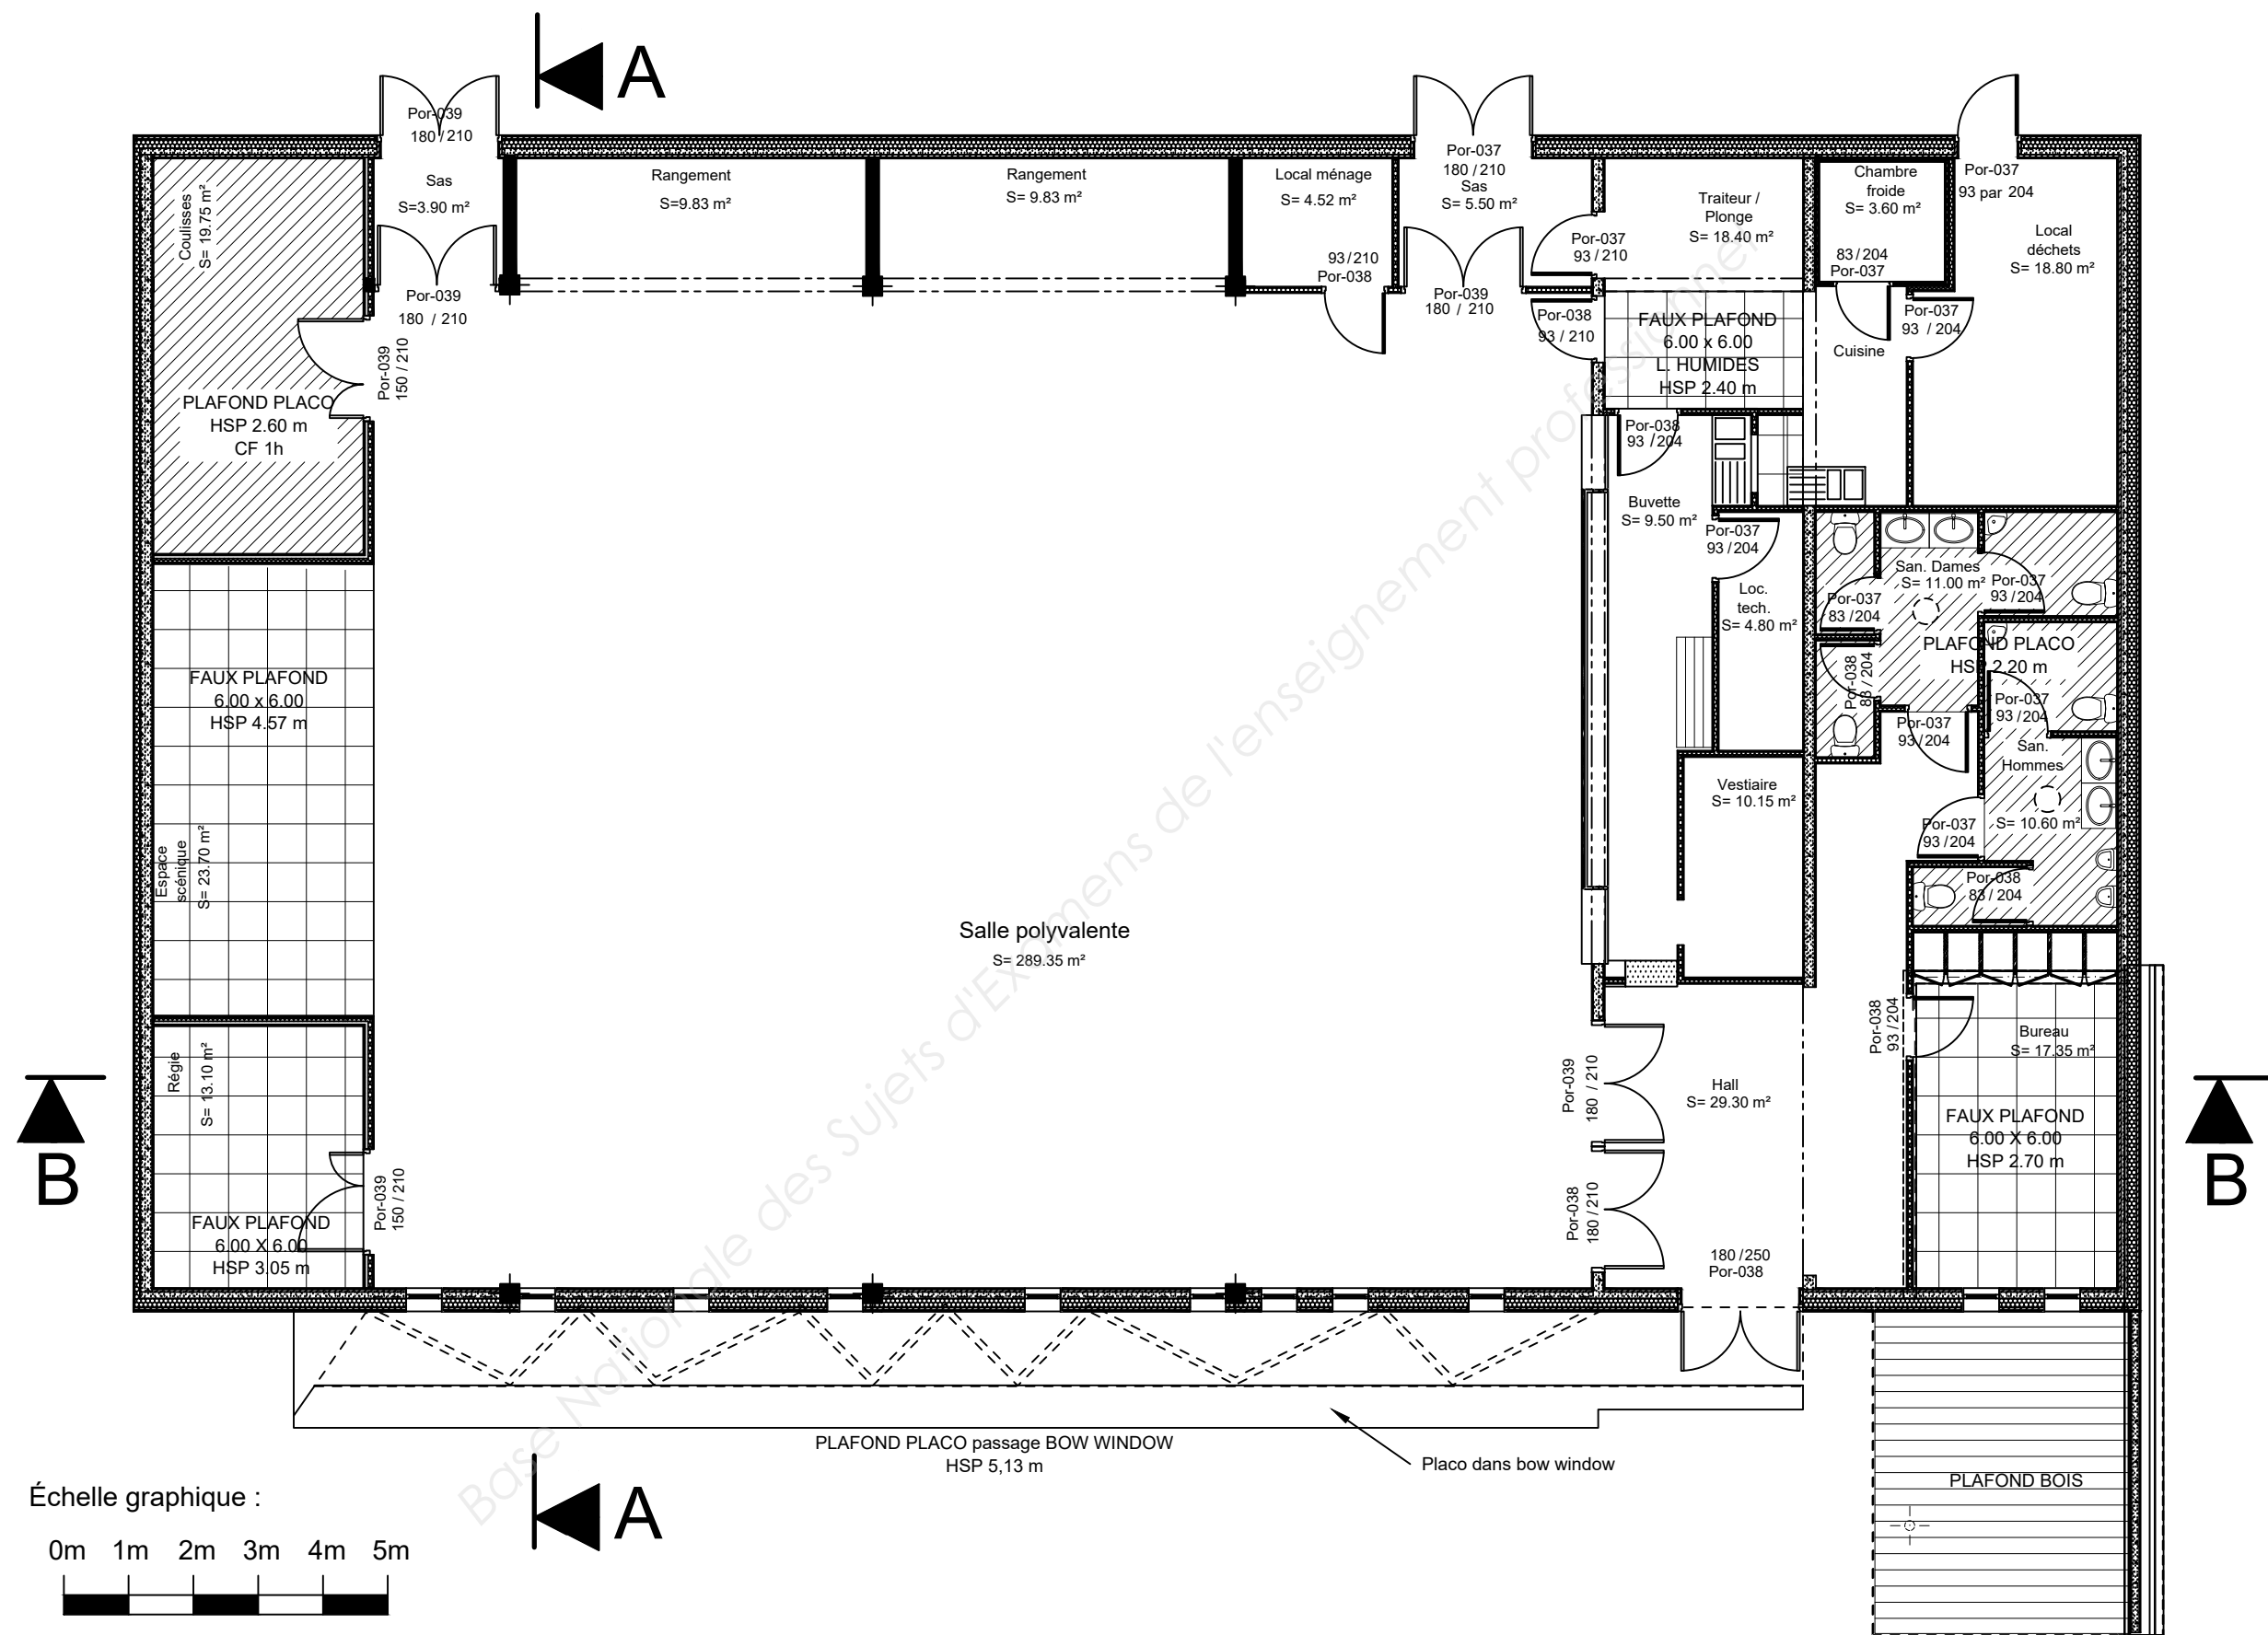 A
Por-039
180 / 210
Sas
S=3.90 m²
Por-039
180 / 210
Coulisses
S= 19.75 m²
Por-039
150 / 210
PLAFOND PLACO
HSP 2.60 m
CF 1h
Rangement
S=9.83 m²
Rangement
S= 9.83 m²
Local ménage
S= 4.52 m²
93/210
Por-038
Por-037
180 / 210
Sas
S= 5.50 m²
Por-039
180 / 210
Por-037
93 / 210
Por-038
93 / 210
Traiteur /
Plonge
S= 18.40 m²
FAUX PLAFOND
6.00 x 6.00
L. HUMIDES
HSP 2.40 m
Chambre
froide
S= 3.60 m²
83/204
Por-037
Cuisine
Por-037
93 par 204
Local
déchets
S= 18.80 m²
Por-037
93 / 204
Por-038
93 / 204
Buvette
S= 9.50 m²
Por-037
93 / 204
Loc.
tech.
S= 4.80 m²
San. Dames
S= 11.00 m²
Por-037
93 / 204
Por-037
83 / 204
PLAFOND PLACO
HSP 2.20 m
Por-038
83 / 204
Por-037
93 / 204
Por-037
93 / 204
San.
Hommes
S= 10.60 m²
Por-037
93 / 204
Por-038
83 / 204
Vestiaire
S= 10.15 m²
FAUX PLAFOND
6.00 x 6.00
HSP 4.57 m
Espace
scénique
S= 23.70 m²
Salle polyvalente
S= 289.35 m²
Régie
S= 13.10 m²
Por-039
150 / 210
FAUX PLAFOND
6.00 X 6.00
HSP 3.05 m
Por-039
180 / 210
Por-038
180 / 210
Hall
S= 29.30 m²
180 / 250
Por-038
Por-038
93 / 204
Bureau
S= 17.35 m²
FAUX PLAFOND
6.00 X 6.00
HSP 2.70 m
B
B
PLAFOND PLACO passage BOW WINDOW
HSP 5,13 m
Placo dans bow window
PLAFOND BOIS
A
Échelle graphique :
0m 1m 2m 3m 4m 5m
Base Nationale des Sujets d'Examens de l'enseignement professionnel